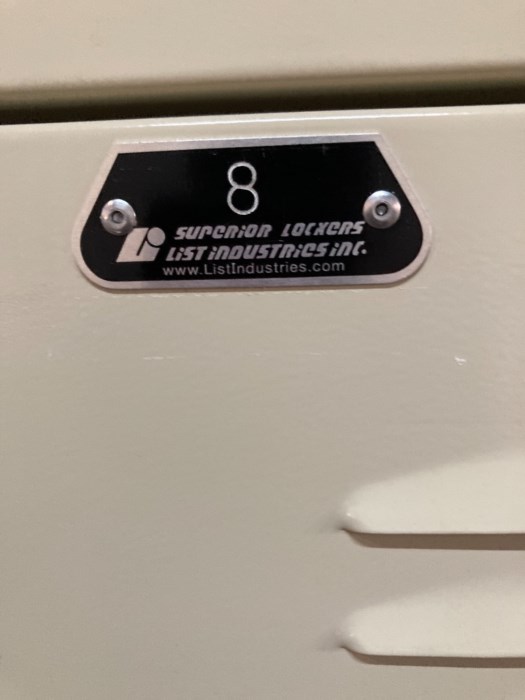 8
SUPERIOR LOCKERS
LIST INDUSTRIES INC.
www.ListIndustries.com